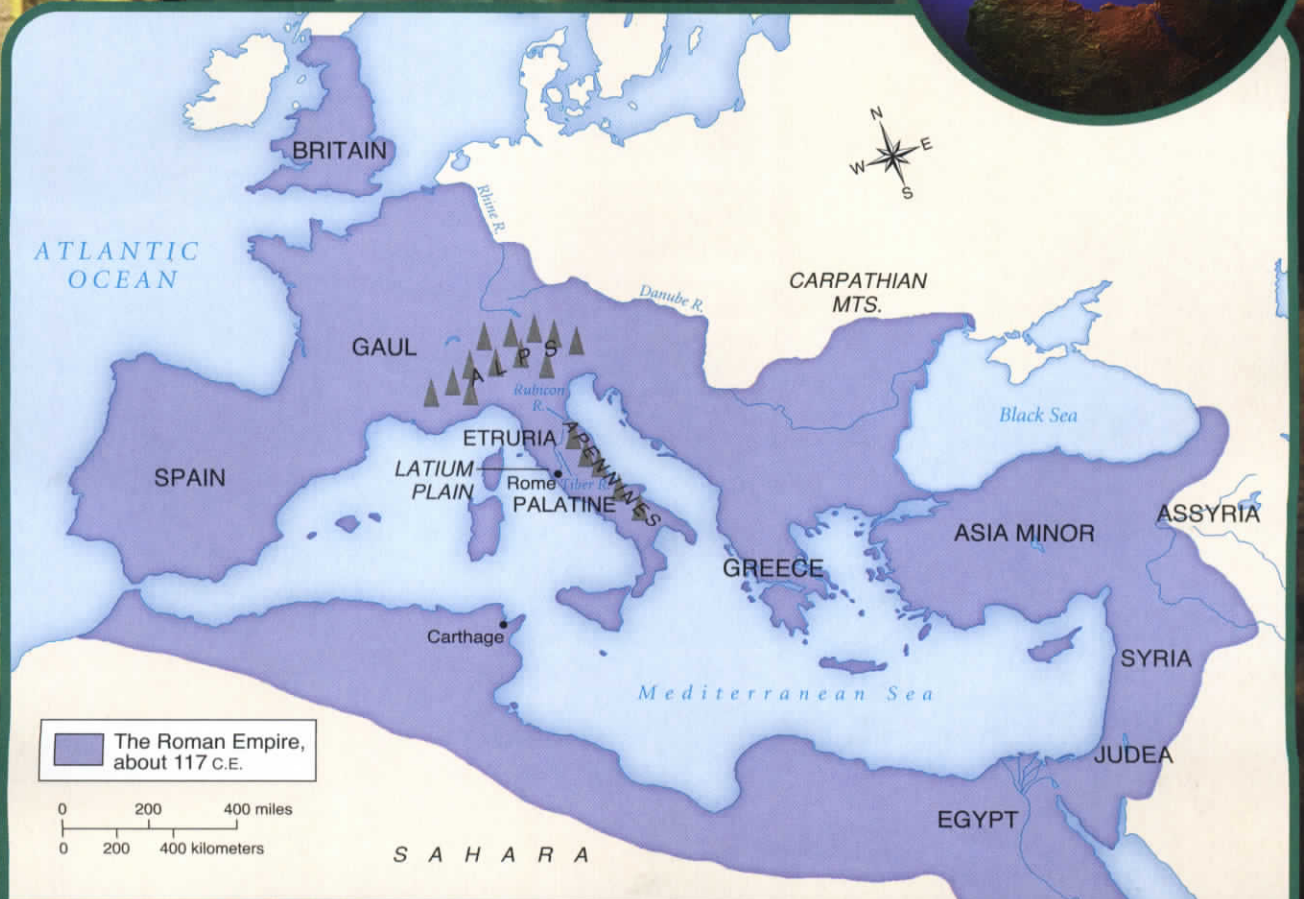 N
W E
S
BRITAIN
Rhine R.
ATLANTIC
OCEAN
CARPATHIAN
MTS.
Danube R.
GAUL
ALPS
Rubicon
R.
Black Sea
ETRURIA
APENNINES
LATIUM
PLAIN
SPAIN
Rome
Tiber R.
PALATINE
ASSYRIA
ASIA MINOR
GREECE
Carthage
SYRIA
Mediterranean Sea
The Roman Empire,
about 117 C.E.
JUDEA
0 200 400 miles
0 200 400 kilometers
EGYPT
SAHARA